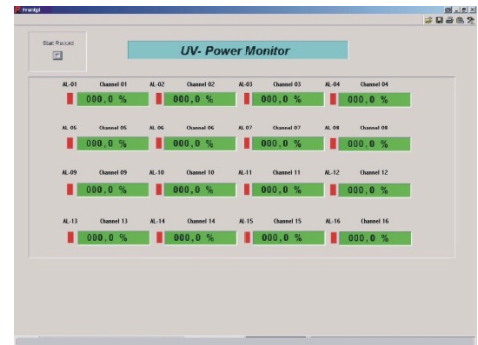 Frontpl
Start Record
UV- Power Monitor
AL-01 Channel 01 AL-02 Channel 02 AL-03 Channel 03 AL-04 Channel 04
000,0 % 000,0 % 000,0 % 000,0 %
AL-05 Channel 05 AL-06 Channel 06 AL-07 Channel 07 AL-08 Channel 08
000,0 % 000,0 % 000,0 % 000,0 %
AL-09 Channel 09 AL-10 Channel 10 AL-11 Channel 11 AL-12 Channel 12
000,0 % 000,0 % 000,0 % 000,0 %
AL-13 Channel 13 AL-14 Channel 14 AL-15 Channel 15 AL-16 Channel 16
000,0 % 000,0 % 000,0 % 000,0 %